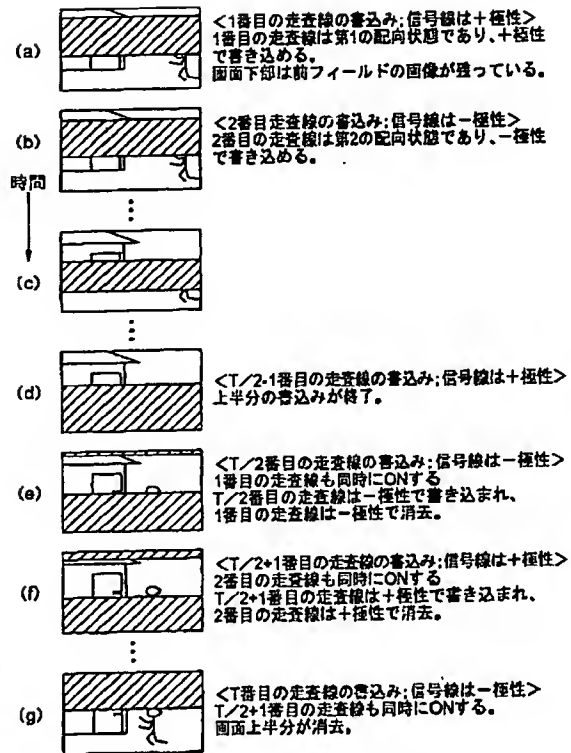 (a)
<1番目の走査線の書込み;信号線は+極性>
1番目の走査線は第1の配向状態であり、+極性
で書き込める。
画面下部は前フィールドの画像が残っている。
(b)
<2番目走査線の書込み;信号線は-極性>
2番目走査線は第2の配向状態であり、-極性
で書き込める。
時間
(c)
(d)
<T/2-1番目の走査線の書込み;信号線は+極性>
上半分の書込みが終了。
(e)
<T/2番目の走査線の書込み;信号線は-極性>
1番目の走査線も同時にONする
T/2番目の走査線は-極性で書き込まれ、
1番目の走査線は-極性で消去。
(f)
<T/2+1番目の走査線の書込み;信号線は+極性>
2番目の走査線も同時にONする
T/2+1番目の走査線は+極性で書き込まれ、
2番目の走査線は+極性で消去。
(g)
<T番目の走査線の書込み;信号線は-極性>
T/2+1番目の走査線も同時にONする。
画面上半分が消去。